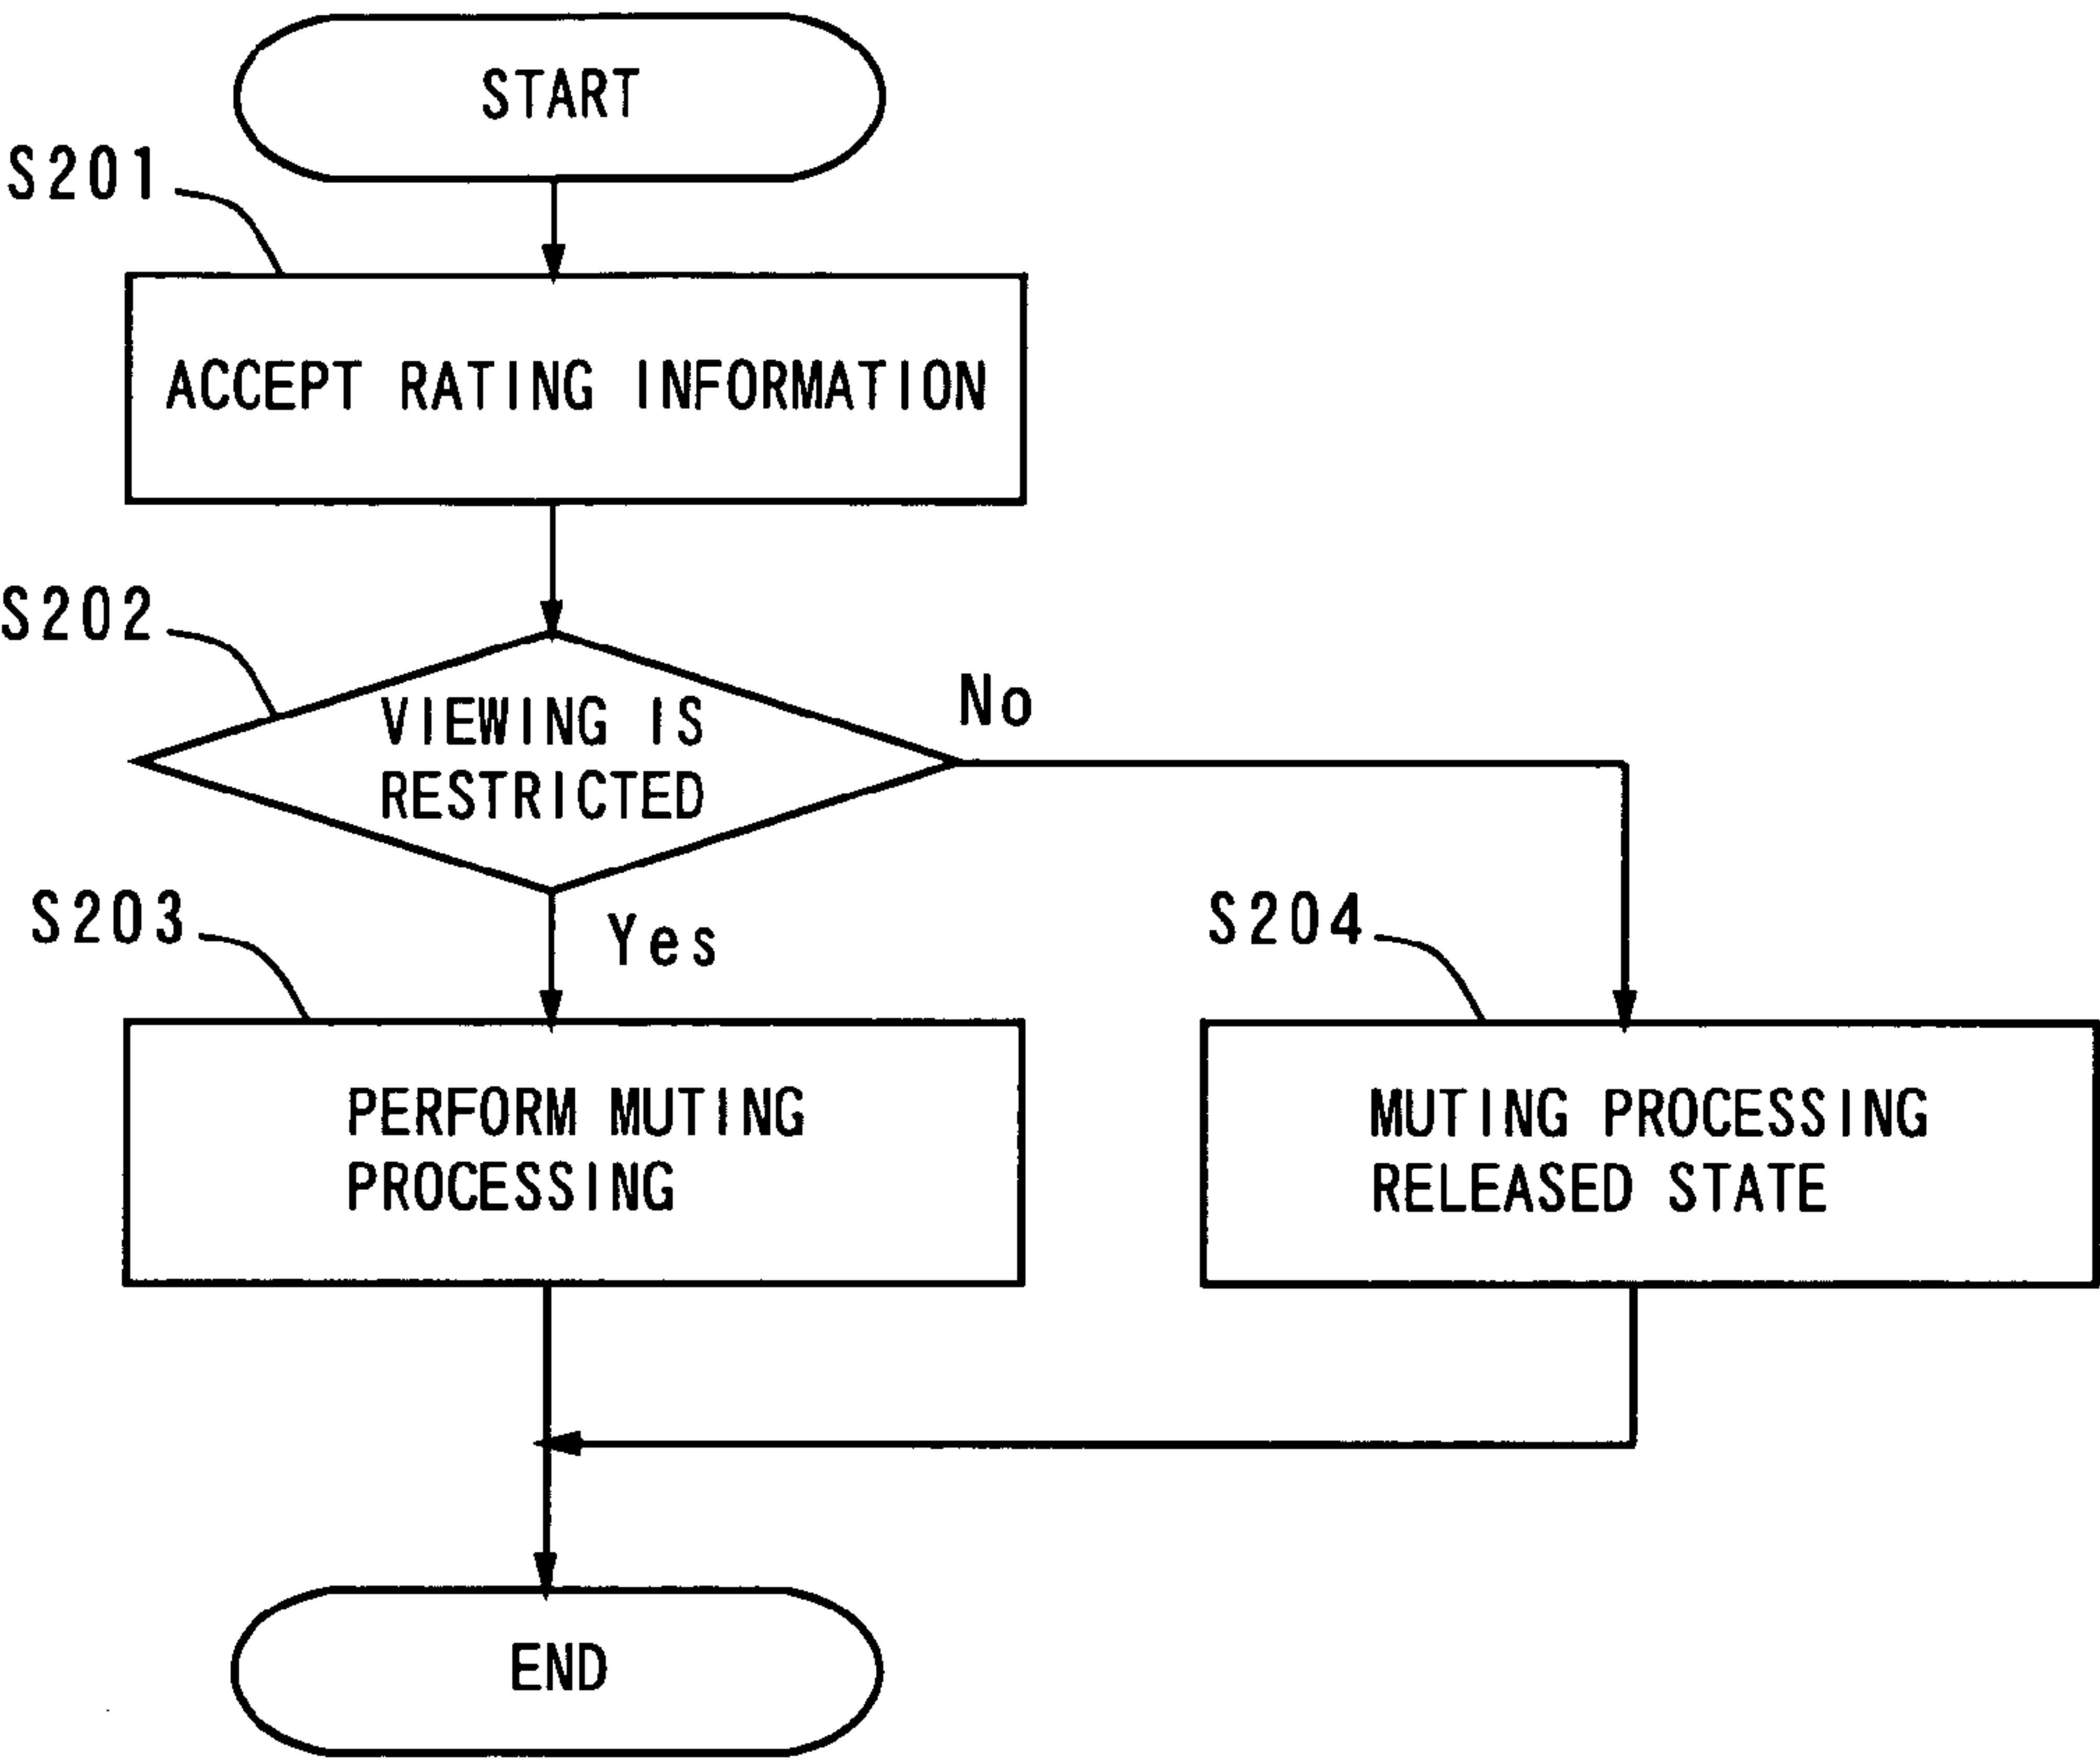 START
S201
ACCEPT RATING INFORMATION
S202
VIEWING IS
RESTRICTED
No
Yes
S203
PERFORM MUTING
PROCESSING
S204
MUTING PROCESSING
RELEASED STATE
END